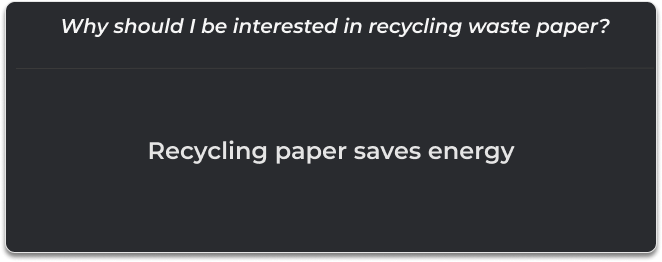 Why should I be interested in recycling waste paper?
Recycling paper saves energy